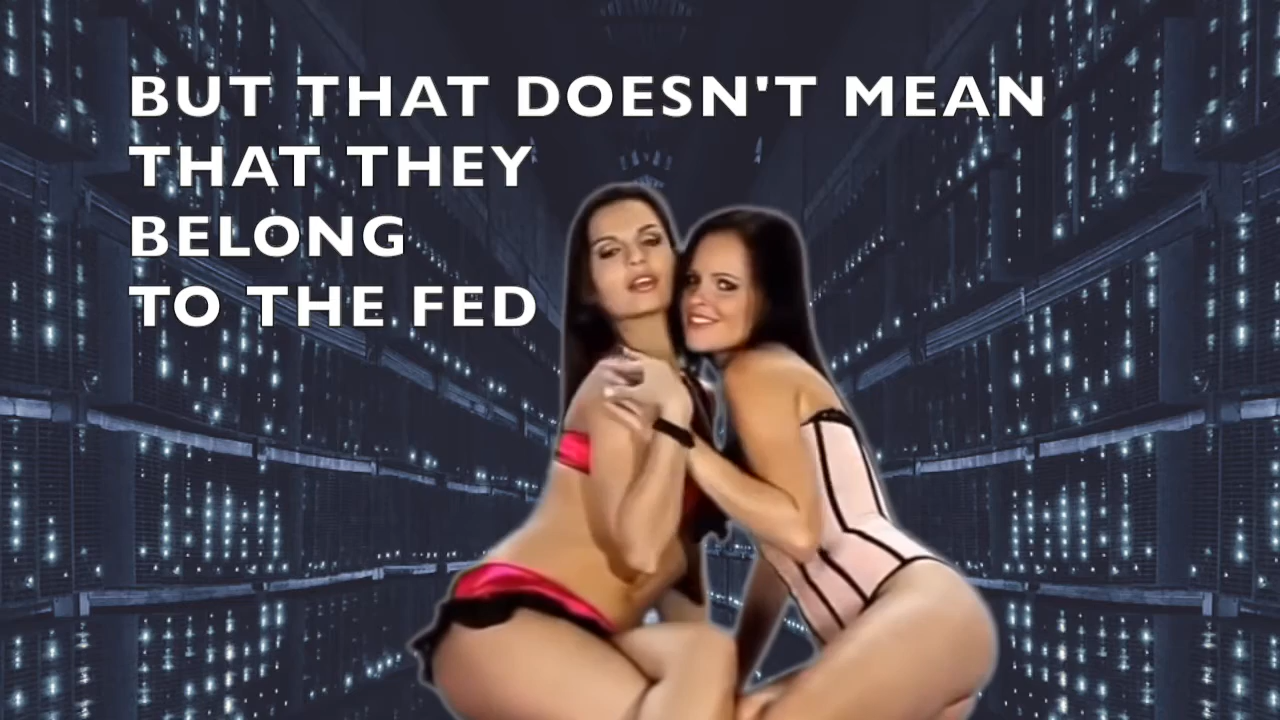 BUT THAT DOESN'T MEAN
THAT THEY
BELONG
TO THE FED